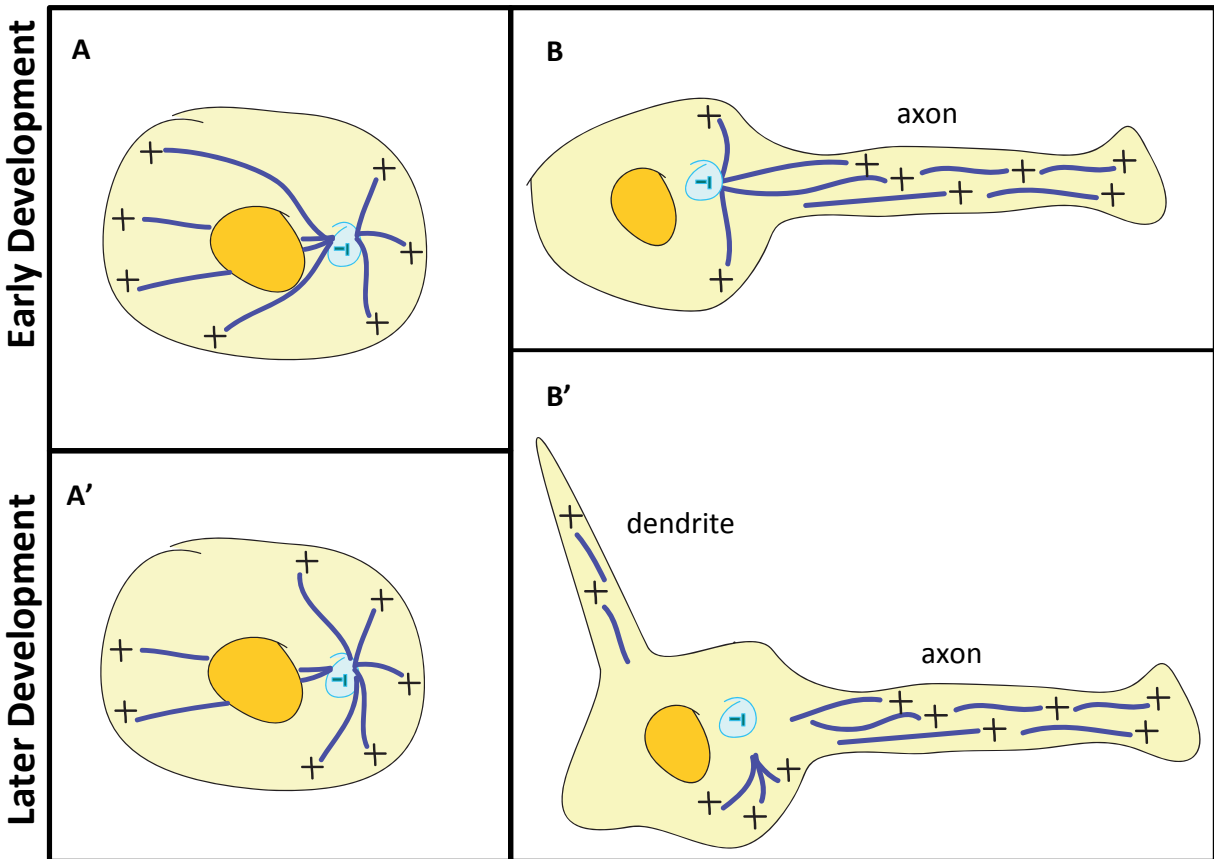 Early Development
A
B
axon
Later Development
A’
B’
dendrite
axon